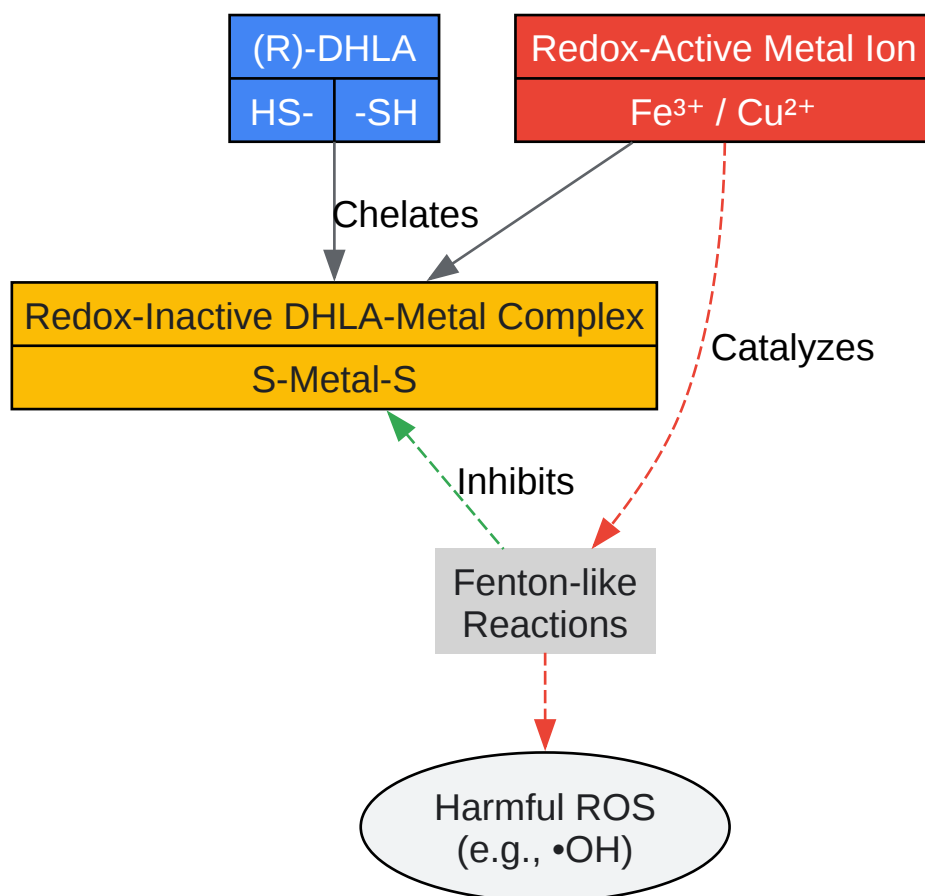 (R)-DHLA
HS-
-SH
Redox-Active Metal Ion
Fe³⁺ / Cu²⁺
Chelates
Redox-Inactive DHLA-Metal Complex
S-Metal-S
Catalyzes
Inhibits
Fenton-like
Reactions
Harmful ROS
(e.g., •OH)